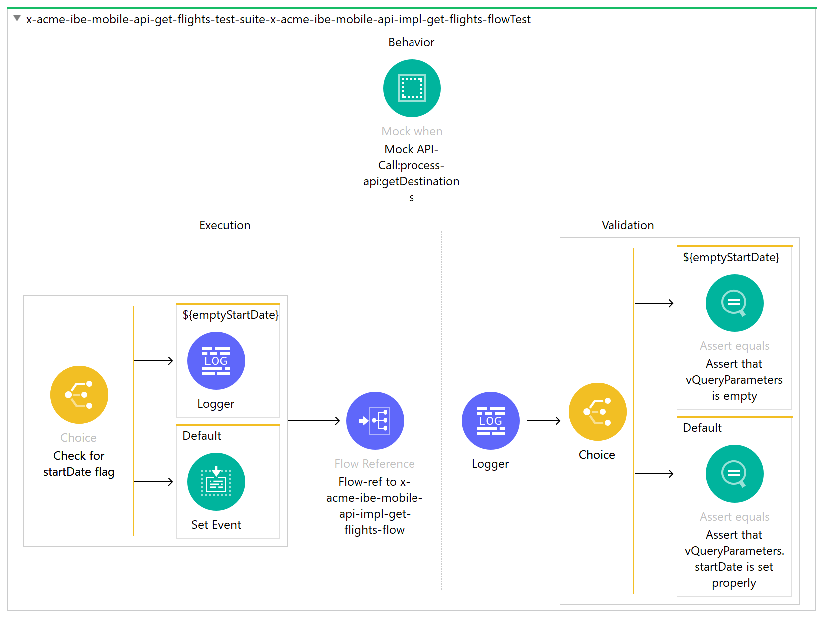 x-acme-ibe-mobile-api-get-flights-test-suite-x-acme-ibe-mobile-api-impl-get-flights-flowTest
Behavior
Mock when
Mock API-
Call:process-
api:getDestination
s
Execution
Validation
${emptyStartDate}
LOG
Logger
Choice
Check for
startDate flag
Default
Set Event
Flow Reference
Flow-ref to x-
acme-ibe-mobile-
api-impl-get-
flights-flow
LOG
Logger
Choice
${emptyStartDate}
Assert equals
Assert that
vQueryParameters
is empty
Default
Assert equals
Assert that
vQueryParameters.
startDate is set
properly